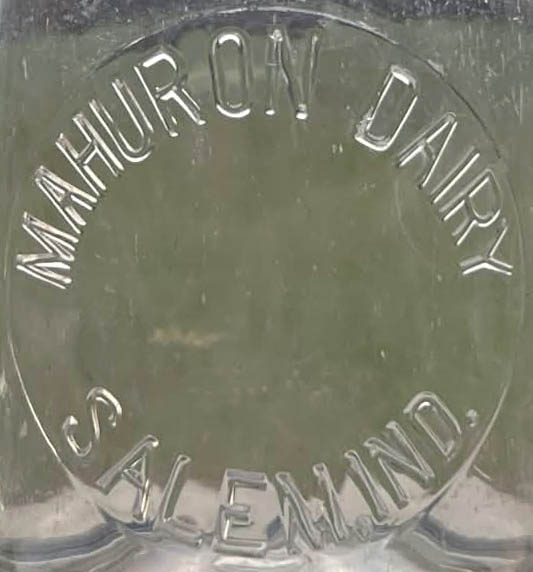 MAHURON DAIRY
SALEM, IND.